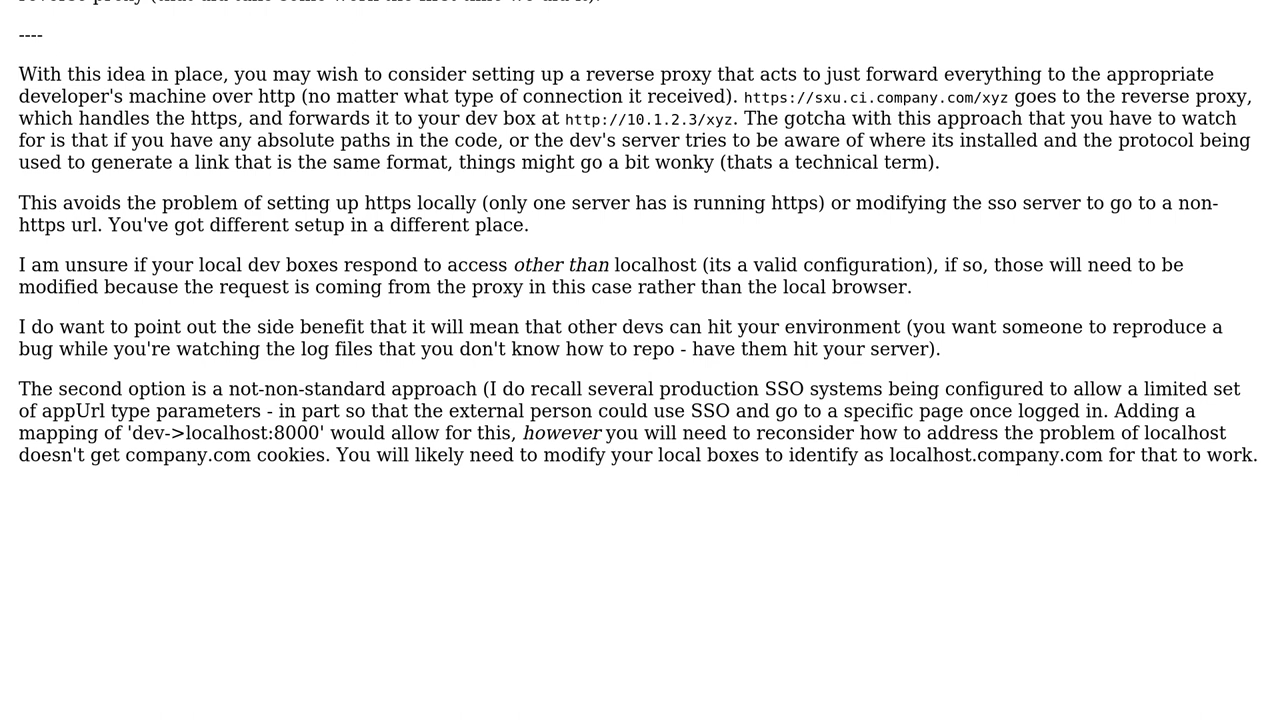 ----
With this idea in place, you may wish to consider setting up a reverse proxy that acts to just forward everything to the appropriate
developer's machine over http (no matter what type of connection it received). https://sxu.ci.company.com/xyz goes to the reverse proxy,
which handles the https, and forwards it to your dev box at http://10.1.2.3/xyz. The gotcha with this approach that you have to watch
for is that if you have any absolute paths in the code, or the dev's server tries to be aware of where its installed and the protocol being
used to generate a link that is the same format, things might go a bit wonky (thats a technical term).
This avoids the problem of setting up https locally (only one server has is running https) or modifying the sso server to go to a non-
https url. You've got different setup in a different place.
I am unsure if your local dev boxes respond to access other than localhost (its a valid configuration), if so, those will need to be
modified because the request is coming from the proxy in this case rather than the local browser.
I do want to point out the side benefit that it will mean that other devs can hit your environment (you want someone to reproduce a
bug while you're watching the log files that you don't know how to repo - have them hit your server).
The second option is a not-non-standard approach (I do recall several production SSO systems being configured to allow a limited set
of appUrl type parameters - in part so that the external person could use SSO and go to a specific page once logged in. Adding a
mapping of 'dev->localhost:8000' would allow for this, however you will need to reconsider how to address the problem of localhost
doesn't get company.com cookies. You will likely need to modify your local boxes to identify as localhost.company.com for that to work.